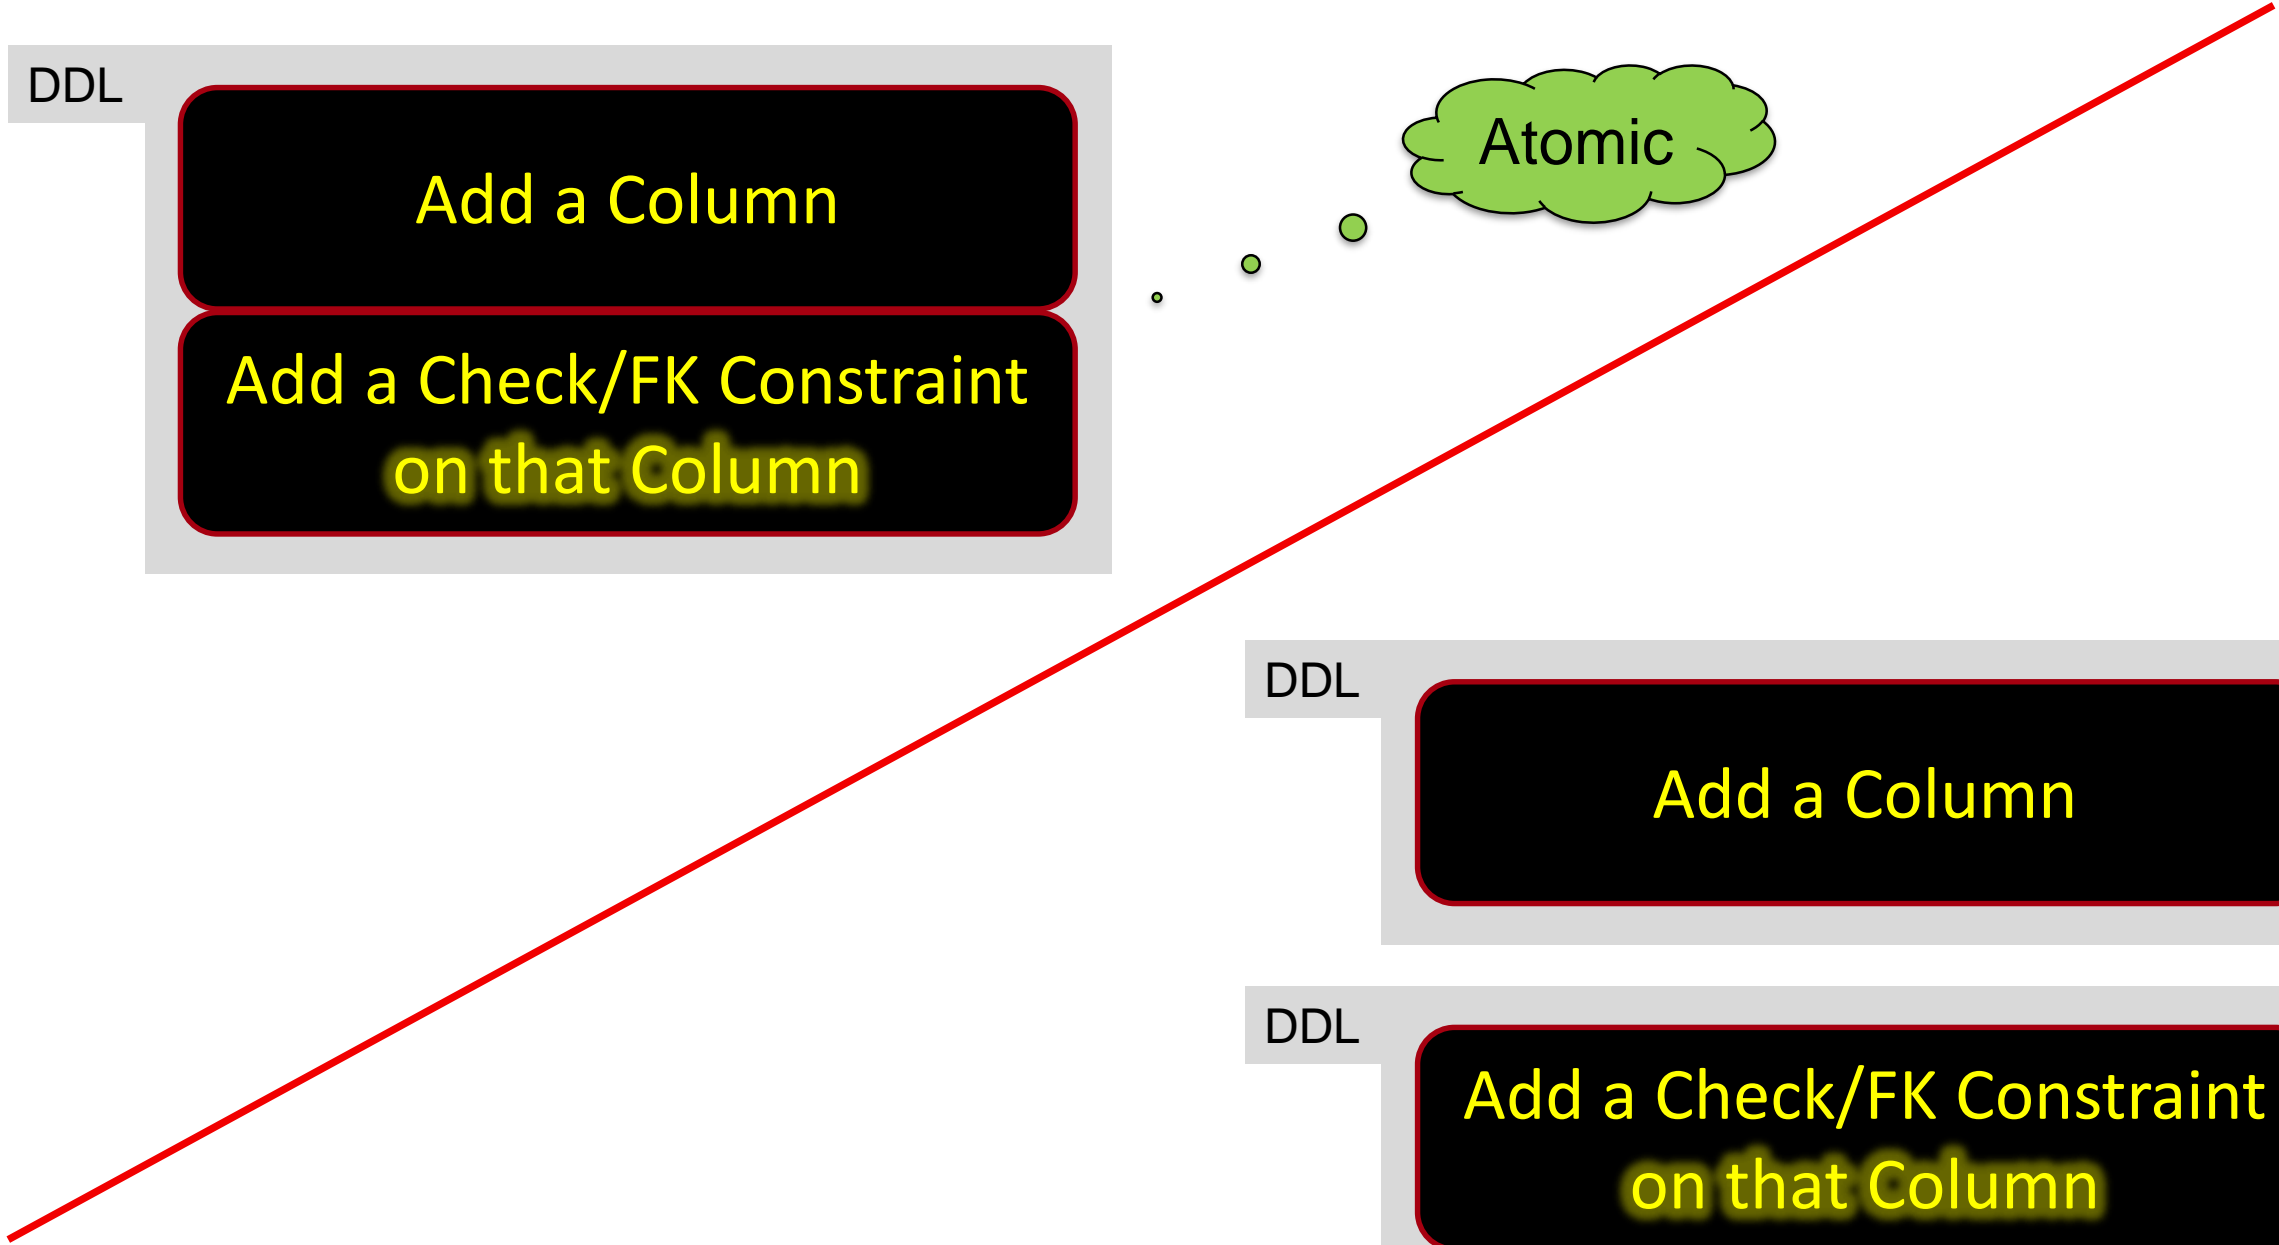 DDL
Add a Column
Add a Check/FK Constraint
on that Column
Atomic
DDL
Add a Column
DDL
Add a Check/FK Constraint
on that Column